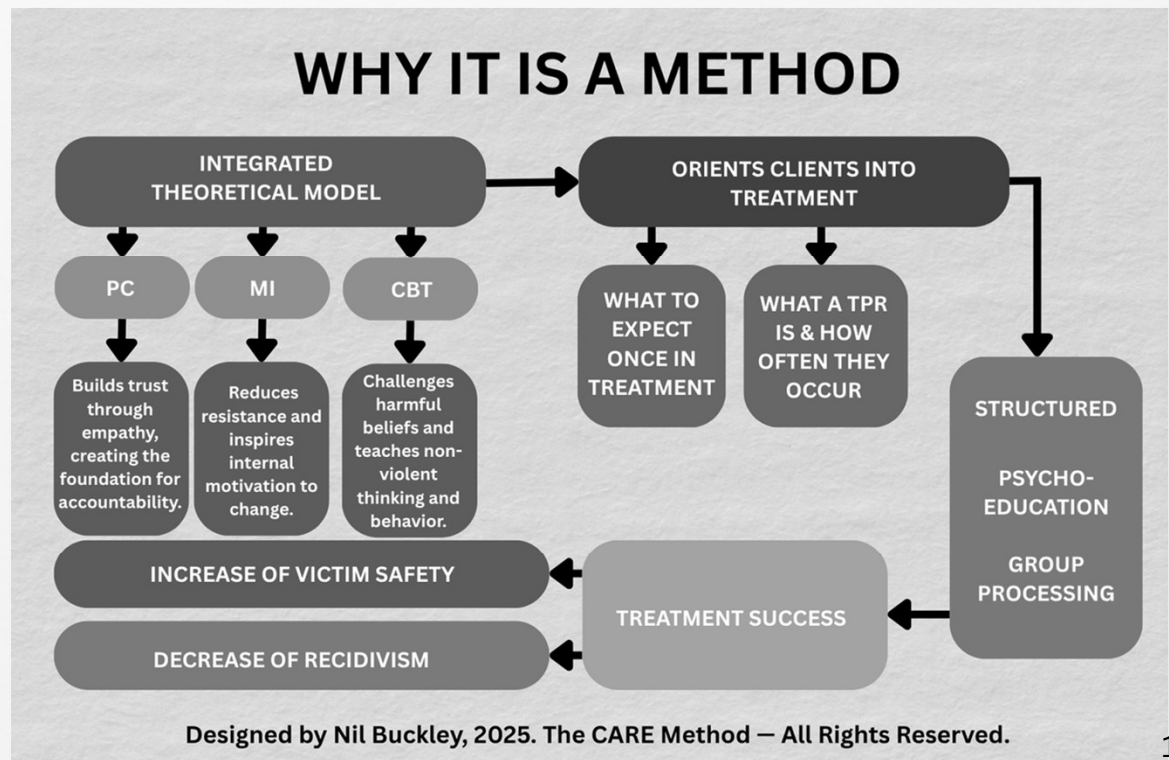 WHY IT IS A METHOD
INTEGRATED
THEORETICAL MODEL
ORIENTS CLIENTS INTO
TREATMENT
PC
MI
CBT
WHAT TO
EXPECT
ONCE IN
TREATMENT
WHAT A TPR
IS & HOW
OFTEN THEY
OCCUR
Builds trust
through
empathy,
creating the
foundation for
accountability.
Reduces
resistance and
inspires
internal
motivation to
change.
Challenges
harmful
beliefs and
teaches non-
violent
thinking and
behavior.
STRUCTURED
PSYCHO-
EDUCATION
GROUP
PROCESSING
TREATMENT SUCCESS
INCREASE OF VICTIM SAFETY
DECREASE OF RECIDIVISM
Designed by Nil Buckley, 2025. The CARE Method — All Rights Reserved.